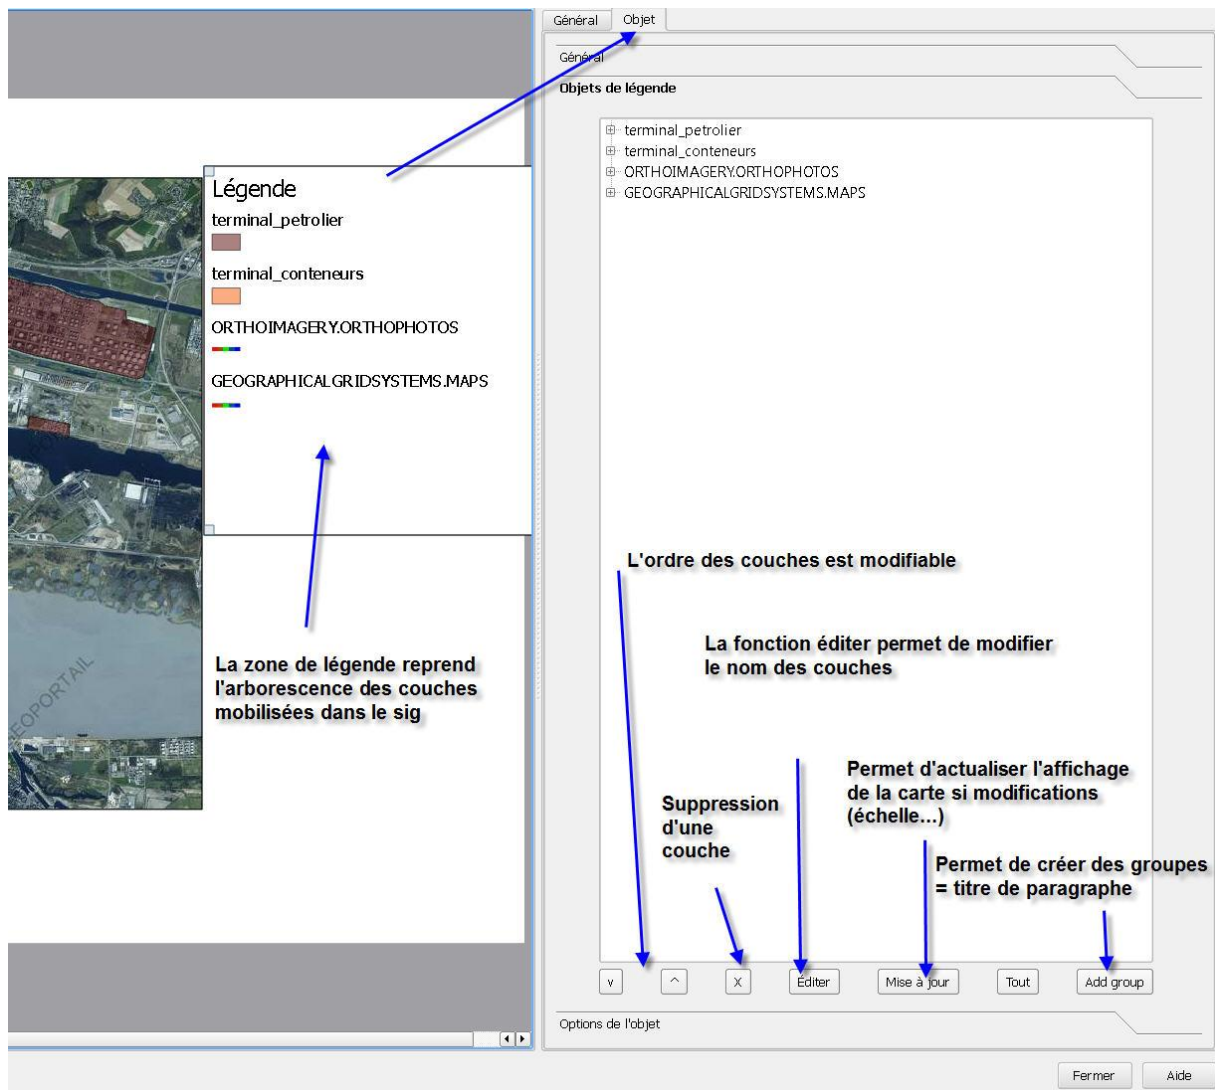 Général
Objet
Général
Objets de légende
terminal_petrolier
terminal_conteneurs
ORTHOIMAGERY.ORTHOPHOTOS
GEOGRAPHICALGRIDSYSTEMS.MAPS
Légende
terminal_petrolier
terminal_conteneurs
ORTHOIMAGERY.ORTHOPHOTOS
GEOGRAPHICALGRIDSYSTEMS.MAPS
L'ordre des couches est modifiable
La fonction éditer permet de modifier
le nom des couches
La zone de légende reprend
l'arborescence des couches
mobilisées dans le sig
EOPORTAIL
Permet d'actualiser l'affichage
de la carte si modifications
(échelle...)
Suppression
d'une
couche
Permet de créer des groupes
= titre de paragraphe
v
^
X
Éditer
Mise à jour
Tout
Add group
Options de l'objet
Fermer
Aide